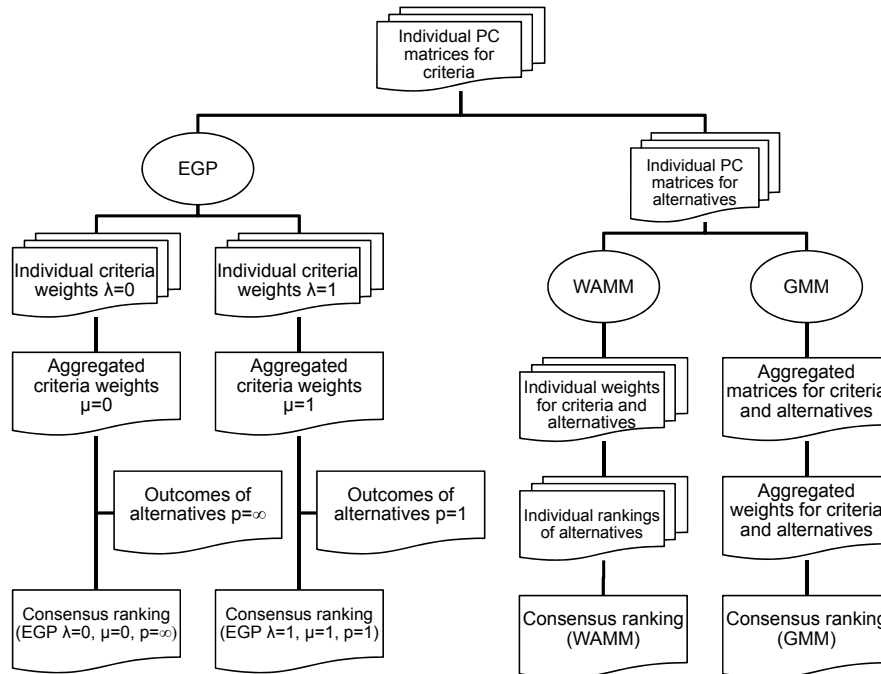 Individual PC
matrices for
criteria
EGP
Individual PC
matrices for
alternatives
Individual criteria
weights λ=0
Individual criteria
weights λ=1
WAMM
GMM
Aggregated
criteria weights
μ=0
Aggregated
criteria weights
μ=1
Individual weights
for criteria and
alternatives
Aggregated
matrices for criteria
and alternatives
Outcomes of
alternatives p=∞
Outcomes of
alternatives p=1
Individual rankings
of alternatives
Aggregated
weights for criteria
and alternatives
Consensus ranking
(EGP λ=0, μ=0, p=∞)
Consensus ranking
(EGP λ=1, μ=1, p=1)
Consensus ranking
(WAMM)
Consensus ranking
(GMM)